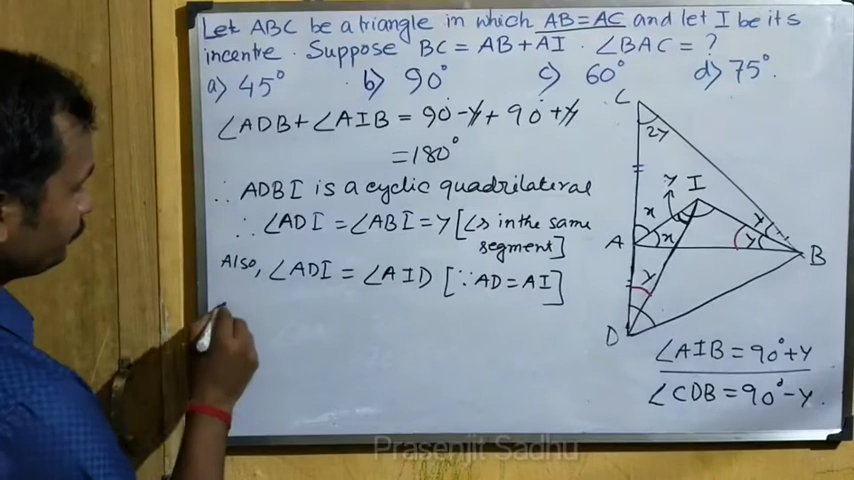 Let ABC be a triangle in which AB=AC and let I be its
incentre. Suppose BC = AB+AI. ∠BAC = ?
a) 45° b) 90° c) 60° d) 75°.
∠ADB+∠AIB = 90°-y+90°+y
=180°
∴ ADBI is a cyclic quadrilateral
∴ ∠ADI = ∠ABI = y [∠s in the same
segment]
Also, ∠ADI = ∠AID [∵ AD = AI]
C
2y
y I
x y
A x y B
y
D
∠AIB = 90°+y
∠CDB = 90°-y.
Prasenjit Sadhu